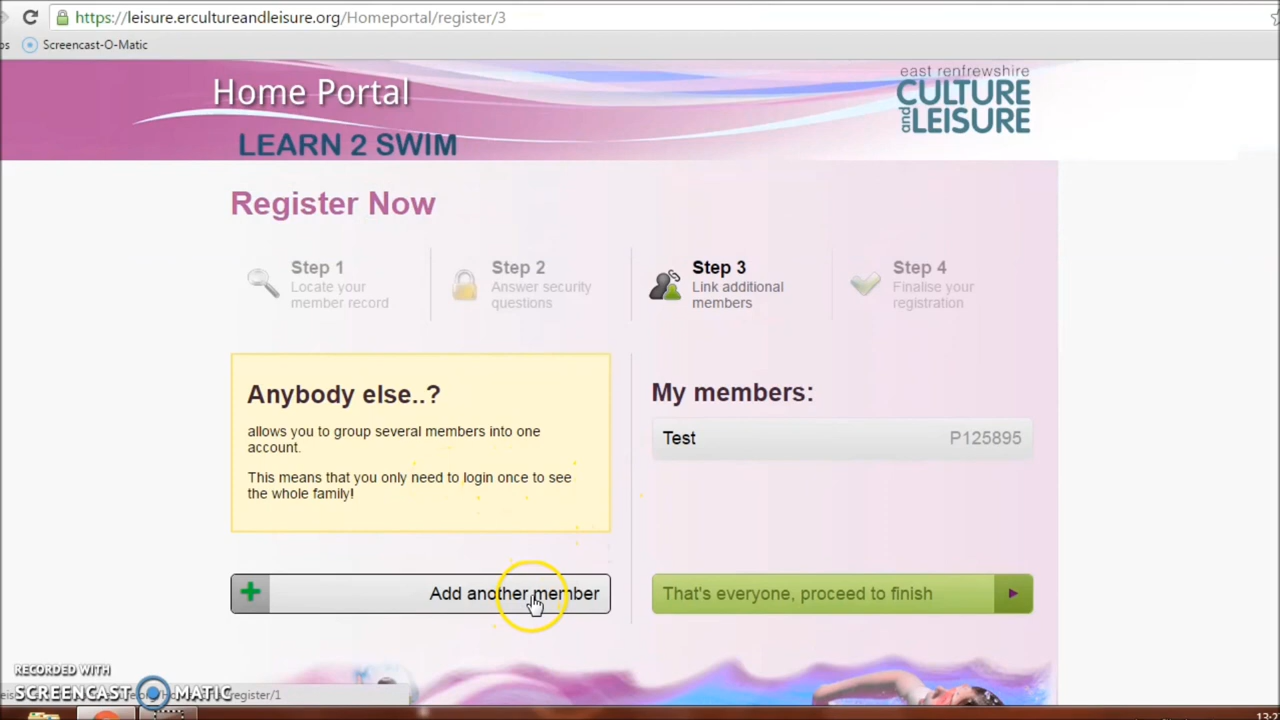 https://leisure.ercultureandleisure.org/Homeportal/register/3
Screencast-O-Matic
Home Portal
LEARN 2 SWIM
east renfrewshire
CULTURE
and LEISURE
Register Now
Step 1
Locate your
member record
Step 2
Answer security
questions
Step 3
Link additional
members
Step 4
Finalise your
registration
Anybody else..?
allows you to group several members into one
account.
This means that you only need to login once to see
the whole family!
Add another member
My members:
Test P125895
That's everyone, proceed to finish
RECORDED WITH
SCREENCAST MATIC
register/1